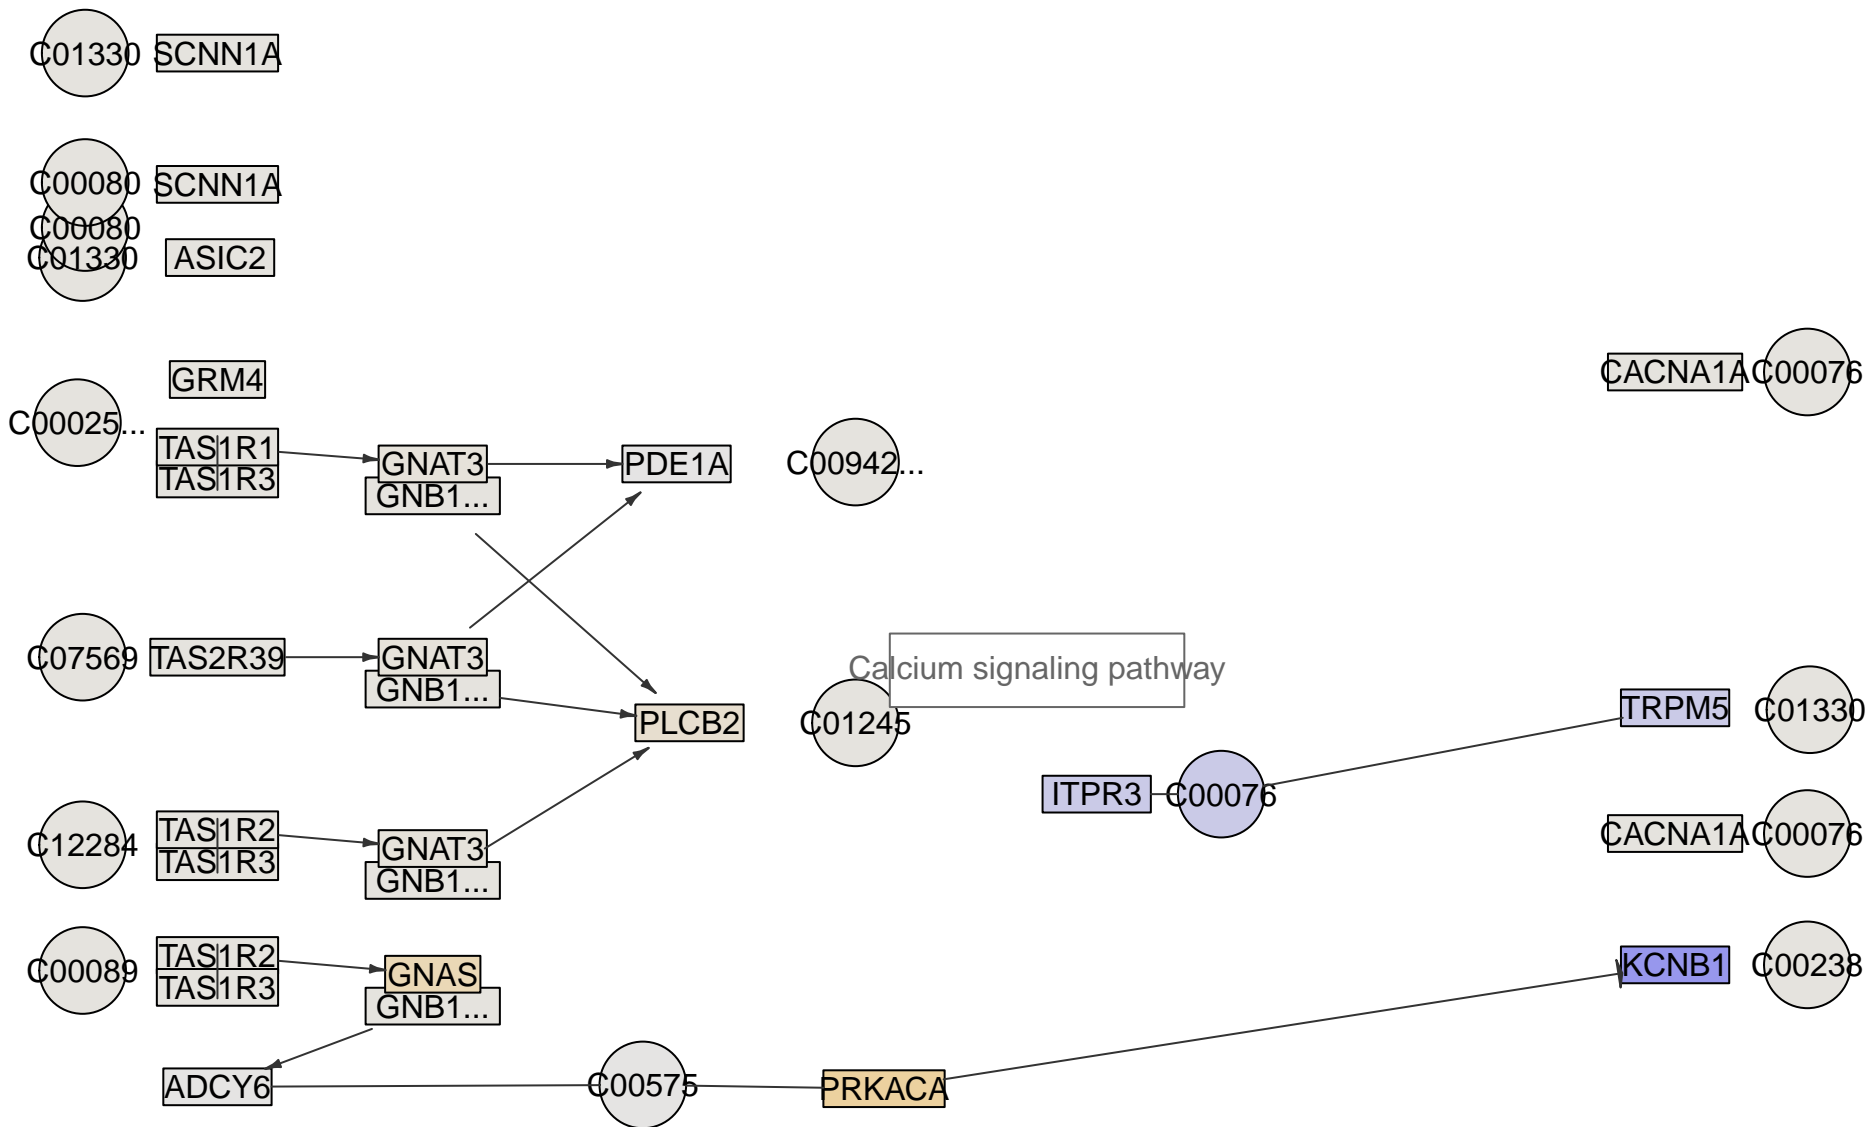 C01330 SCNN1A
C00080 SCNN1A
C00080
C01330 ASIC2
GRM4
CACNA1A C00076
C00025...
TAS1R1
TAS1R3
GNAT3
GNB1...
PDE1A
C00942...
C07569 TAS2R39
GNAT3
GNB1...
Calcium signaling pathway
PLCB2
C01245
TRPM5 C01330
ITPR3 C00076
C12284
TAS1R2
TAS1R3
GNAT3
GNB1...
CACNA1A C00076
C00089
TAS1R2
TAS1R3
GNAS
GNB1...
KCNB1 C00238
ADCY6
C00575
PRKACA